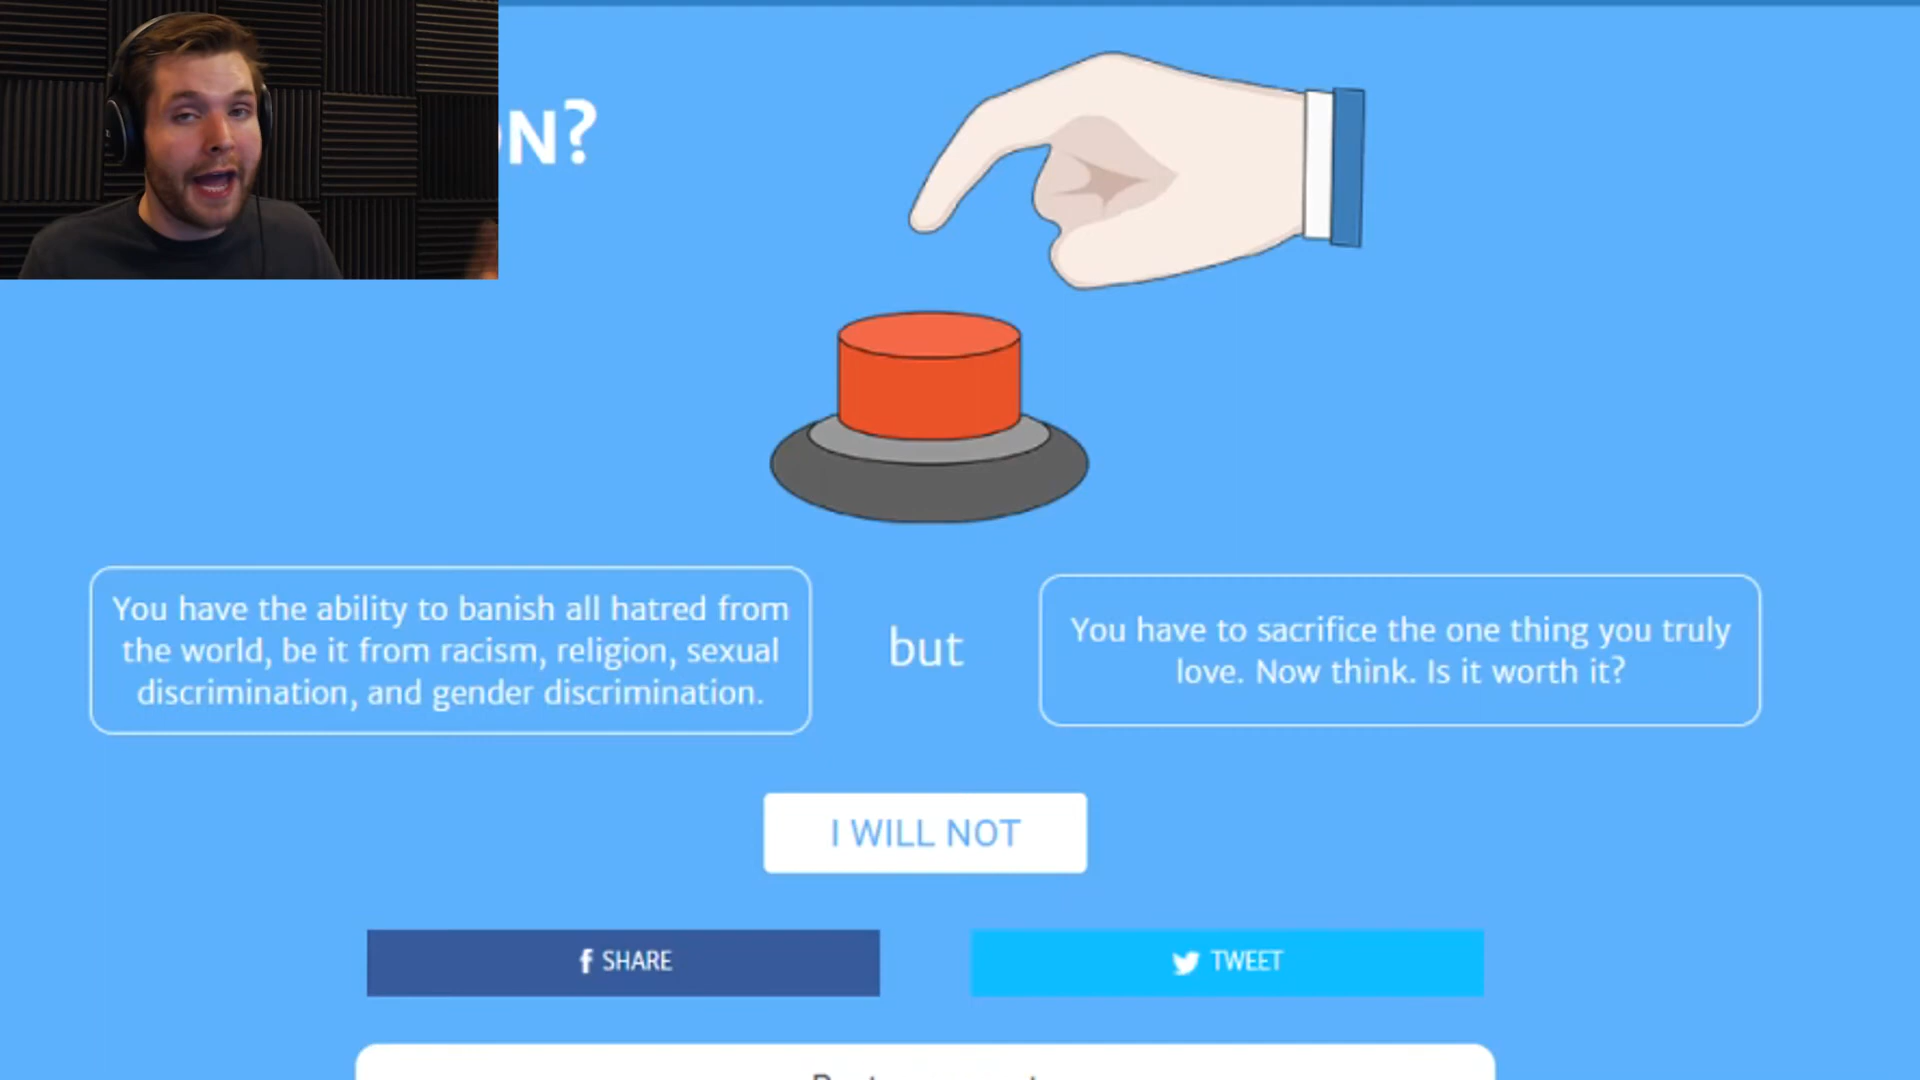 ON?
You have the ability to banish all hatred from
the world, be it from racism, religion, sexual
discrimination, and gender discrimination.
but
You have to sacrifice the one thing you truly
love. Now think. Is it worth it?
I WILL NOT
f SHARE
TWEET